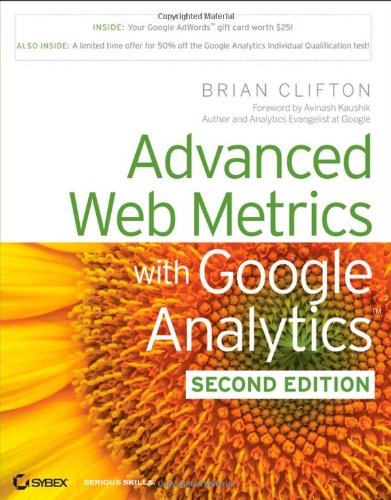 Copyrighted Material
INSIDE: Your Google AdWords™ gift card worth $25!
ALSO INSIDE: A limited time offer for 50% off the Google Analytics Individual Qualification test!
BRIAN CLIFTON
Foreword by Avinash Kaushik
Author and Analytics Evangelist at Google
Advanced
Web Metrics
with Google
Analytics™
SECOND EDITION
SYBEX
SERIOUS SKILLS.
Copyrighted Material